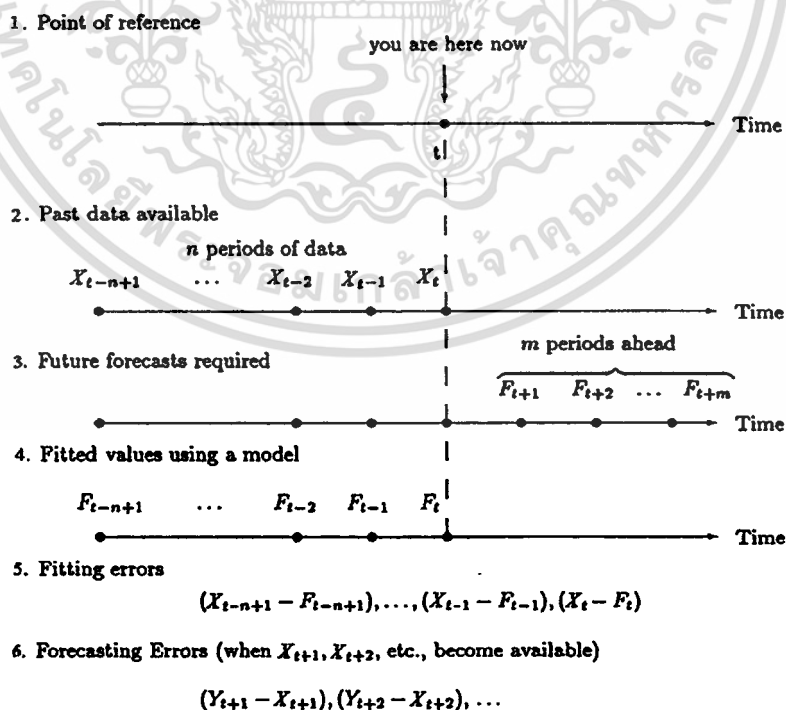 1. Point of reference
you are here now
Time
t
2. Past data available
n periods of data
X_{t-n+1} ... X_{t-2} X_{t-1} X_t
Time
m periods ahead
3. Future forecasts required
F_{t+1} F_{t+2} ... F_{t+m}
Time
4. Fitted values using a model
F_{t-n+1} ... F_{t-2} F_{t-1} F_t
Time
5. Fitting errors
(X_{t-n+1} - F_{t-n+1}),...,(X_{t-1} - F_{t-1}),(X_t - F_t)
6. Forecasting Errors (when X_{t+1}, X_{t+2}, etc., become available)
(Y_{t+1} - X_{t+1}),(Y_{t+2} - X_{t+2}),...